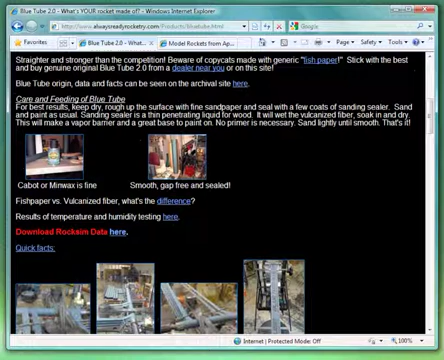 Blue Tube 2.0 - What's YOUR rocket made of? - Windows Internet Explorer
http://www.alwaysreadyrocketry.com/Products/bluetube.html
Google
Favorites
Blue Tube 2.0 - What's YO...
Model Rockets from Ap...
Page
Safety
Tools
Straighter and stronger than the competition! Beware of copycats made with generic "fish paper!" Stick with the best
and buy genuine original Blue Tube 2.0 from a dealer near you or on this site!
Blue Tube origin, data and facts can be seen on the archival site here.
Care and Feeding of Blue Tube
For best results, keep dry, rough up the surface with fine sandpaper and seal with a few coats of sanding sealer. Sand
and paint as usual. Sanding sealer is a thin penetrating liquid for wood. It will wet the vulcanized fiber, soak in and dry.
This will make a vapor barrier and a great base to paint on. No primer is necessary. Sand lightly until smooth. That's it!
Cabot or Minwax is fine
Smooth, gap free and sealed!
Fishpaper vs. Vulcanized fiber, what's the difference?
Results of temperature and humidity testing here.
Download Rocksim Data here.
Quick facts:
Internet | Protected Mode: Off
100%